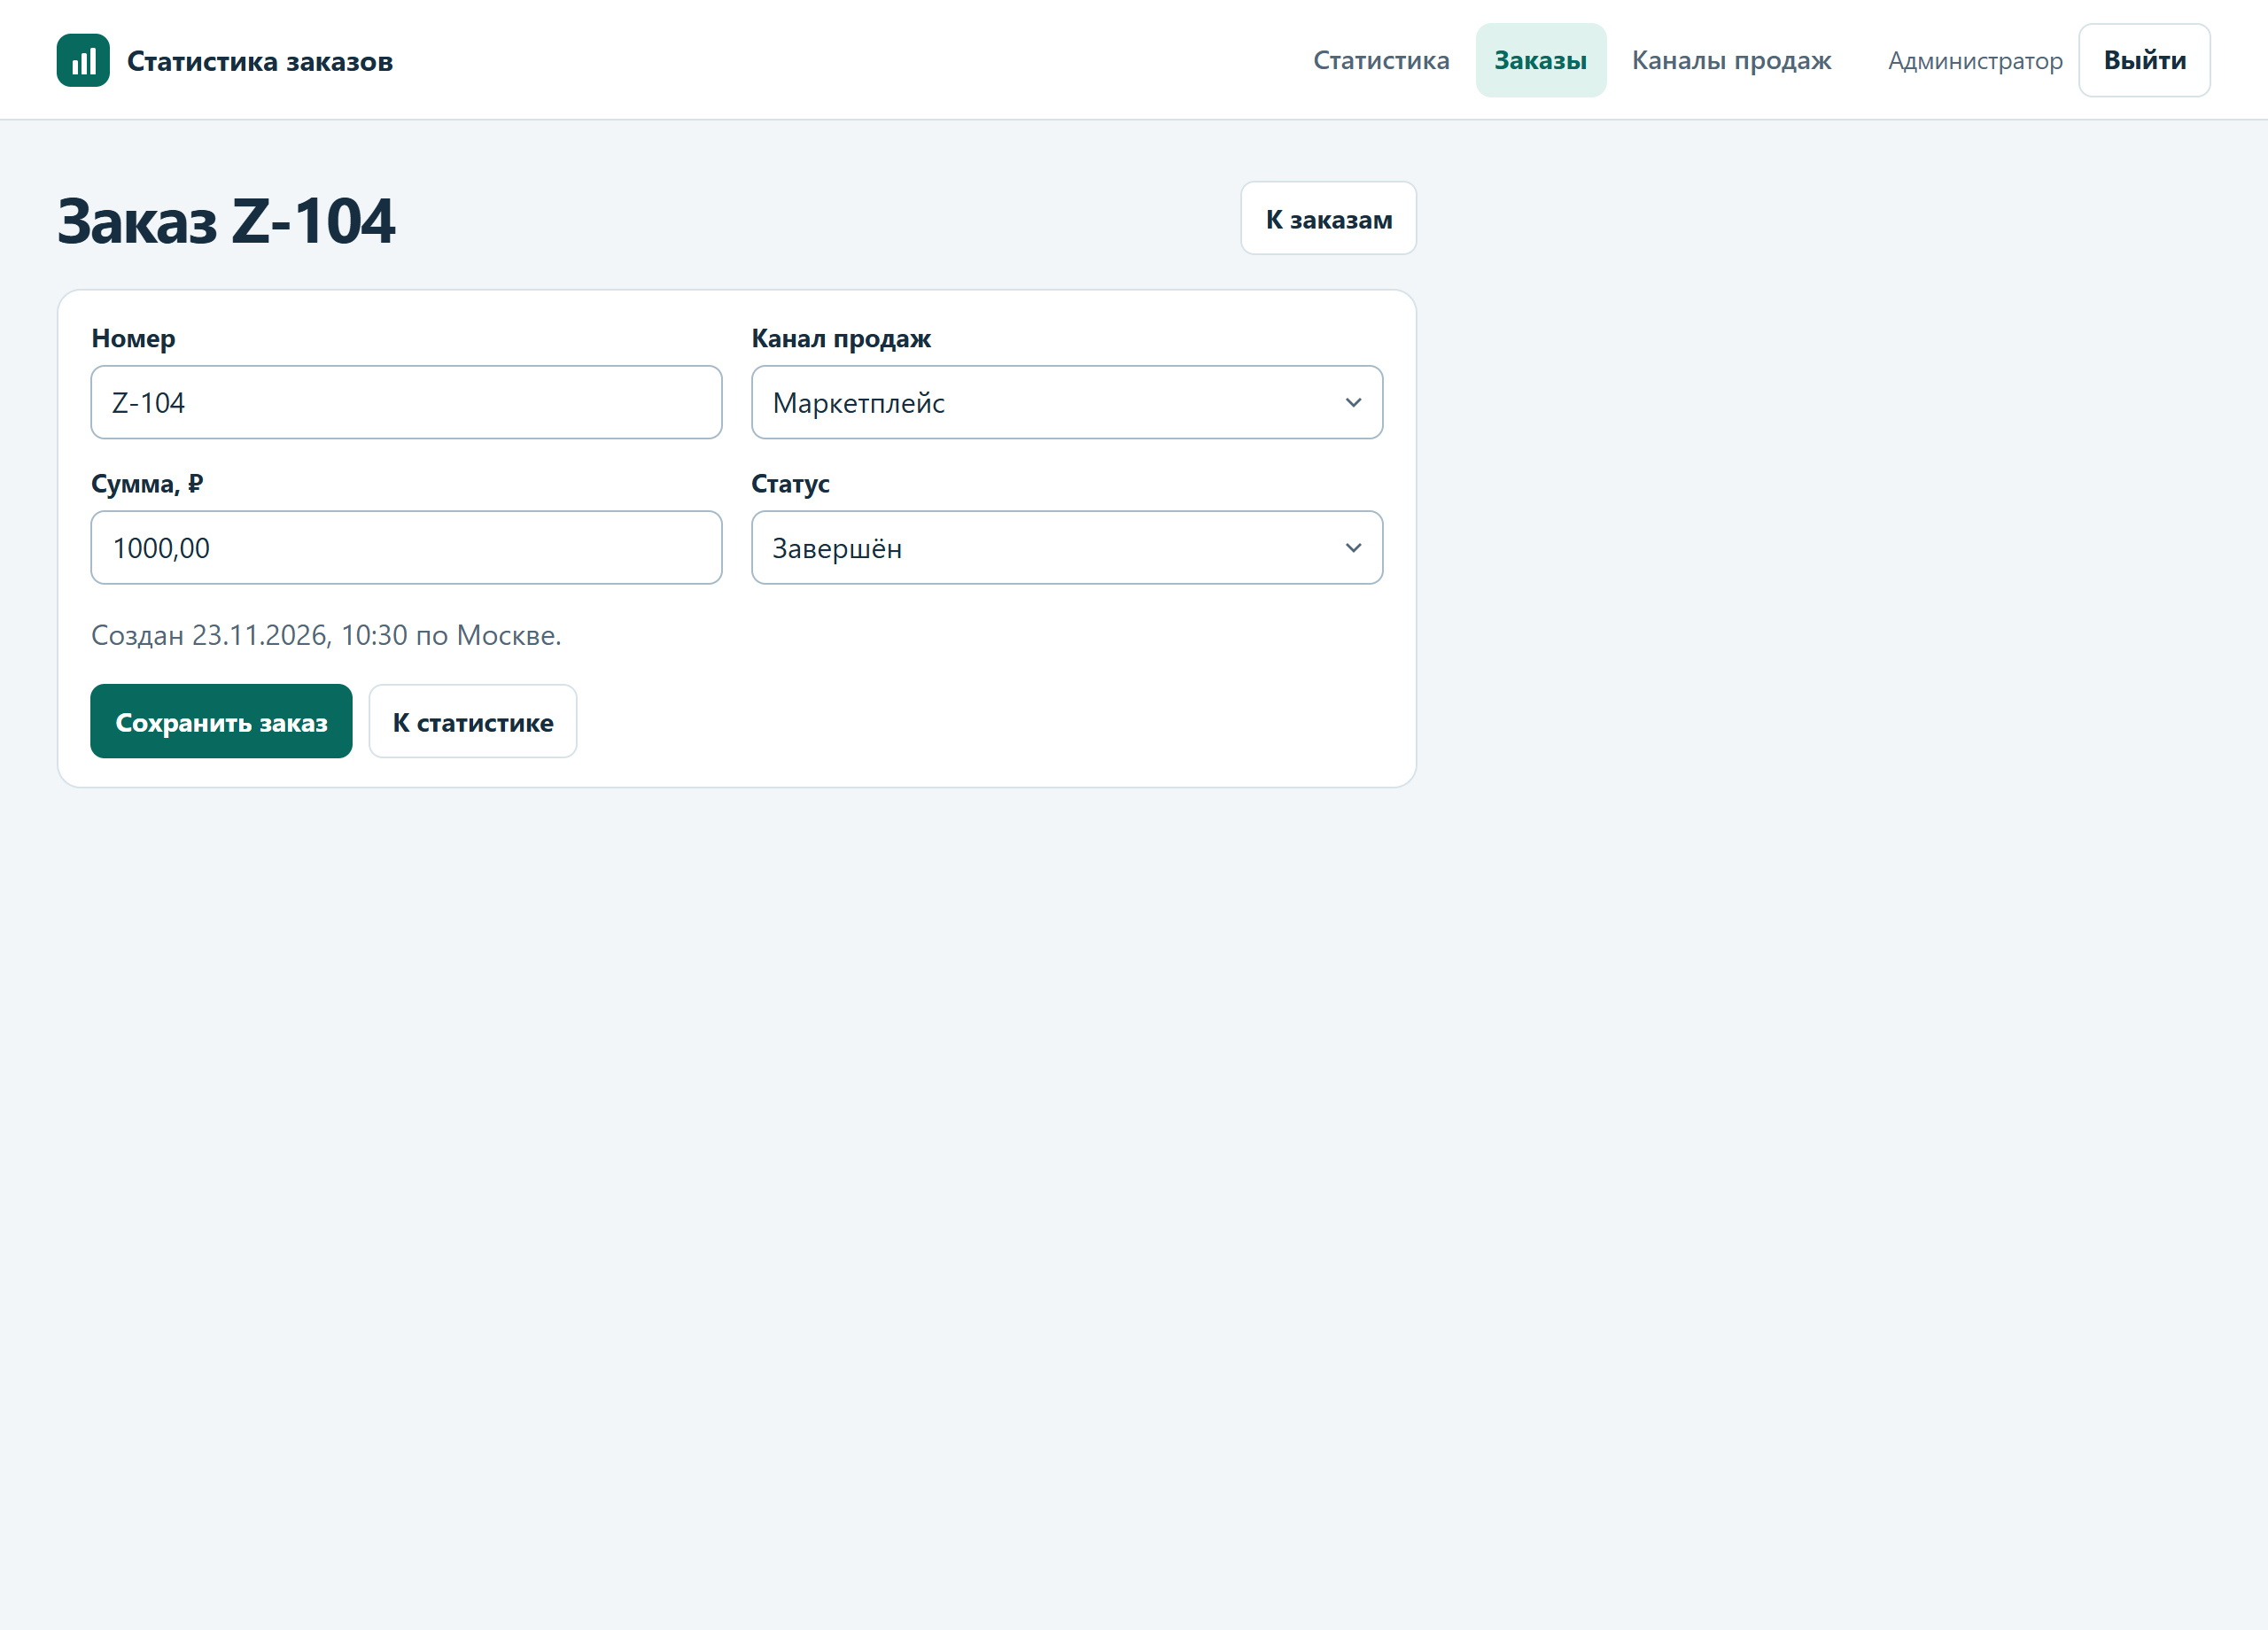 Статистика заказов
Статистика
Заказы
Каналы продаж
Администратор
Выйти
Заказ Z-104
К заказам
Номер
Канал продаж
Z-104
Маркетплейс
Сумма, ₽
Статус
1000,00
Завершён
Создан 23.11.2026, 10:30 по Москве.
Сохранить заказ
К статистике